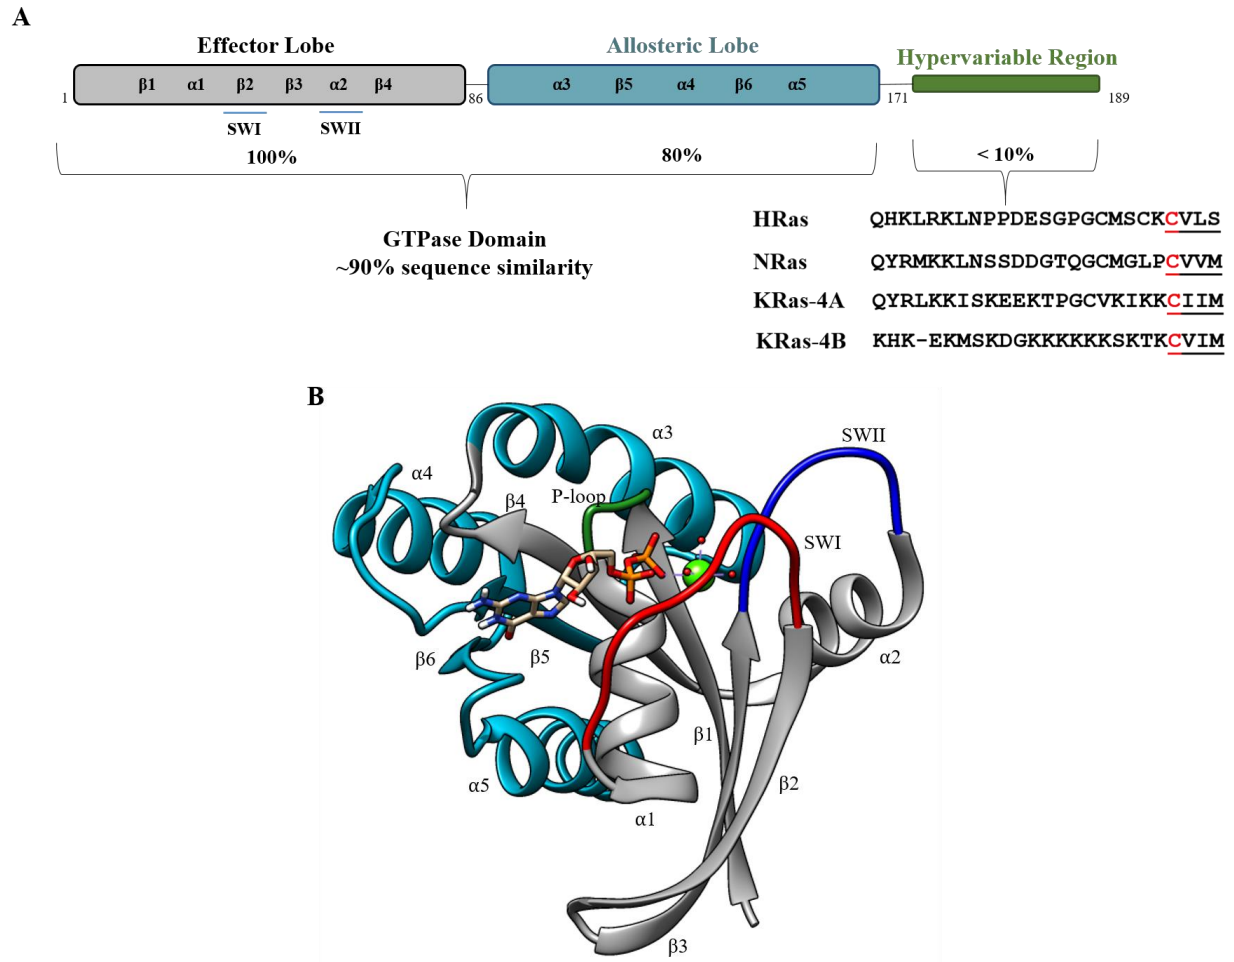 A
Effector Lobe
Allosteric Lobe
Hypervariable Region
β1 α1 β2 β3 α2 β4
α3 β5 α4 β6 α5
1
86
171
189
SWI
SWII
100%
80%
< 10%
GTPase Domain
~90% sequence similarity
HRas QHKLRKLNPPDESGPGCMSCKCVLS
NRas QYRMKKLNSSDDGTQGCMGLPCVVM
KRas-4A QYRLKKISKEEKTPGCVKIKKCIIM
KRas-4B KHK-EKMSKDGKKKKKKSKTKCVIM
B
α3
SWII
α4
P-loop
β4
SWI
β6
β5
α2
β1
α5
β2
α1
β3